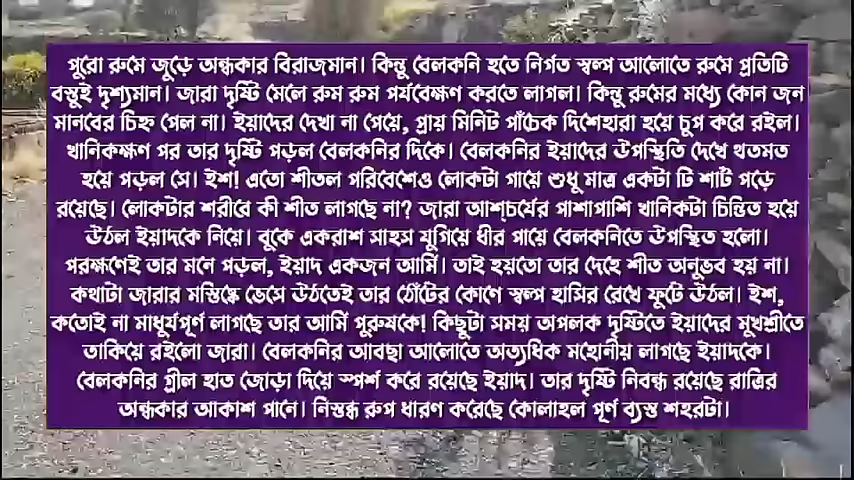 পুরো রুমে জুড়ে অন্ধকার বিরাজমান। কিন্তু বেলকনি হতে নির্গত স্বল্প আলোতে রুমে প্রতিটি
বস্তুই দৃশ্যমান। জারা দৃষ্টি মেলে রুম রুম পর্যবেক্ষণ করতে লাগল। কিন্তু রুমের মধ্যে কোন জন
মানবের চিহ্ন পেল না। ইয়াদের দেখা না পেয়ে, প্রায় মিনিট পাঁচেক দিশেহারা হয়ে চুপ করে রইল।
খানিকক্ষণ পর তার দৃষ্টি পড়ল বেলকনির দিকে। বেলকনির ইয়াদের উপস্থিতি দেখে থতমত
হয়ে পড়ল সে। ইশ! এতো শীতল পরিবেশেও লোকটা গায়ে শুধু মাত্র একটা টি শার্ট পড়ে
রয়েছে। লোকটার শরীরে কী শীত লাগছে না? জারা আশ্চর্যের পাশাপাশি খানিকটা চিন্তিত হয়ে
উঠল ইয়াদকে নিয়ে। বুকে একরাশ সাহস যুগিয়ে ধীর পায়ে বেলকনিতে উপস্থিত হলো।
পরক্ষণেই তার মনে পড়ল, ইয়াদ একজন আর্মি। তাই হয়তো তার দেহে শীত অনুভব হয় না।
কথাটা জারার মস্তিষ্কে ভেসে উঠতেই তার ঠোঁটের কোণে স্বল্প হাসির রেখে ফুটে উঠল। ইশ,
কতোই না মাধুর্যপূর্ণ লাগছে তার আর্মি পুরুষকে! কিছুটা সময় অপলক দৃষ্টিতে ইয়াদের মুখশ্রীতে
তাকিয়ে রইলো জারা। বেলকনির আবছা আলোতে অত্যধিক মহোনীয় লাগছে ইয়াদকে।
বেলকনির গ্রীল হাত জোড়া দিয়ে স্পর্শ করে রয়েছে ইয়াদ। তার দৃষ্টি নিবন্ধ রয়েছে রাত্রির
অন্ধকার আকাশ পানে। নিস্তব্ধ রুপ ধারণ করেছে কোলাহল পূর্ণ ব্যস্ত শহরটা।